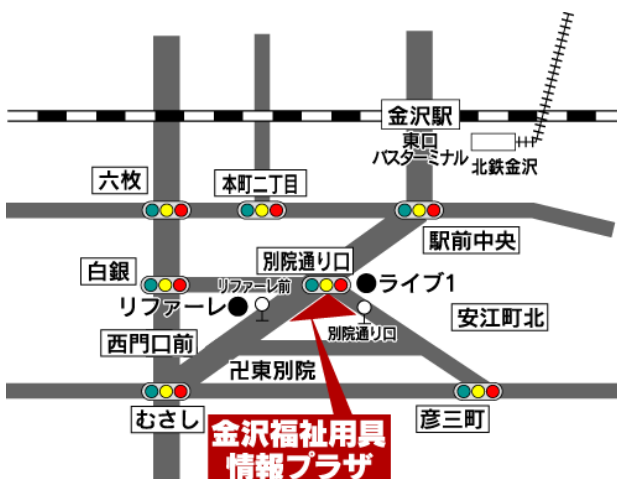 金沢駅
東口
バスターミナル
北鉄金沢
六枚
本町二丁目
駅前中央
白銀
別院通り口
リファーレ前
ライブ1
リファーレ
別院通り口
安江町北
西門口前
卍東別院
むさし
彦三町
金沢福祉用具
情報プラザ